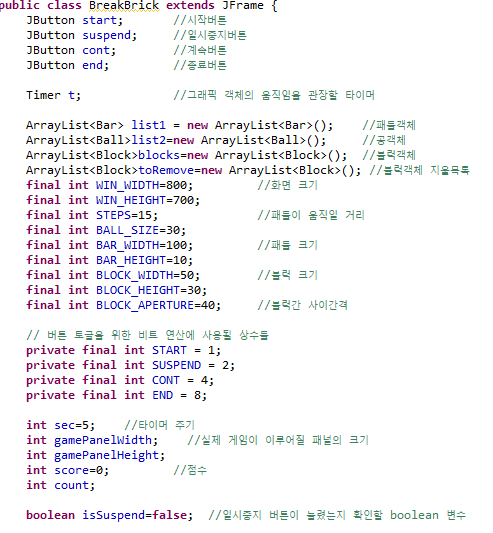 public class BreakBrick extends JFrame {
JButton start; //시작버튼
JButton suspend; //일시중지버튼
JButton cont; //계속버튼
JButton end; //종료버튼
Timer t; //그래픽 객체의 움직임을 관장할 타이머
ArrayList<Bar> list1 = new ArrayList<Bar>(); //패들객체
ArrayList<Ball>list2=new ArrayList<Ball>(); //공객체
ArrayList<Block>blocks=new ArrayList<Block>(); //블럭객체
ArrayList<Block>toRemove=new ArrayList<Block>(); //블럭객체 지울목록
final int WIN_WIDTH=800; //화면 크기
final int WIN_HEIGHT=700;
final int STEPS=15; //패들이 움직일 거리
final int BALL_SIZE=30;
final int BAR_WIDTH=100; //패들 크기
final int BAR_HEIGHT=10;
final int BLOCK_WIDTH=50; //블럭 크기
final int BLOCK_HEIGHT=30;
final int BLOCK_APERTURE=40; //블럭간 사이간격
// 버튼 토글을 위한 비트 연산에 사용될 상수들
private final int START = 1;
private final int SUSPEND = 2;
private final int CONT = 4;
private final int END = 8;
int sec=5; //타이머 주기
int gamePanelWidth; //실제 게임이 이루어질 패널의 크기
int gamePanelHeight;
int score=0; //점수
int count;
boolean isSuspend=false; //일시중지 버튼이 눌렸는지 확인할 boolean 변수